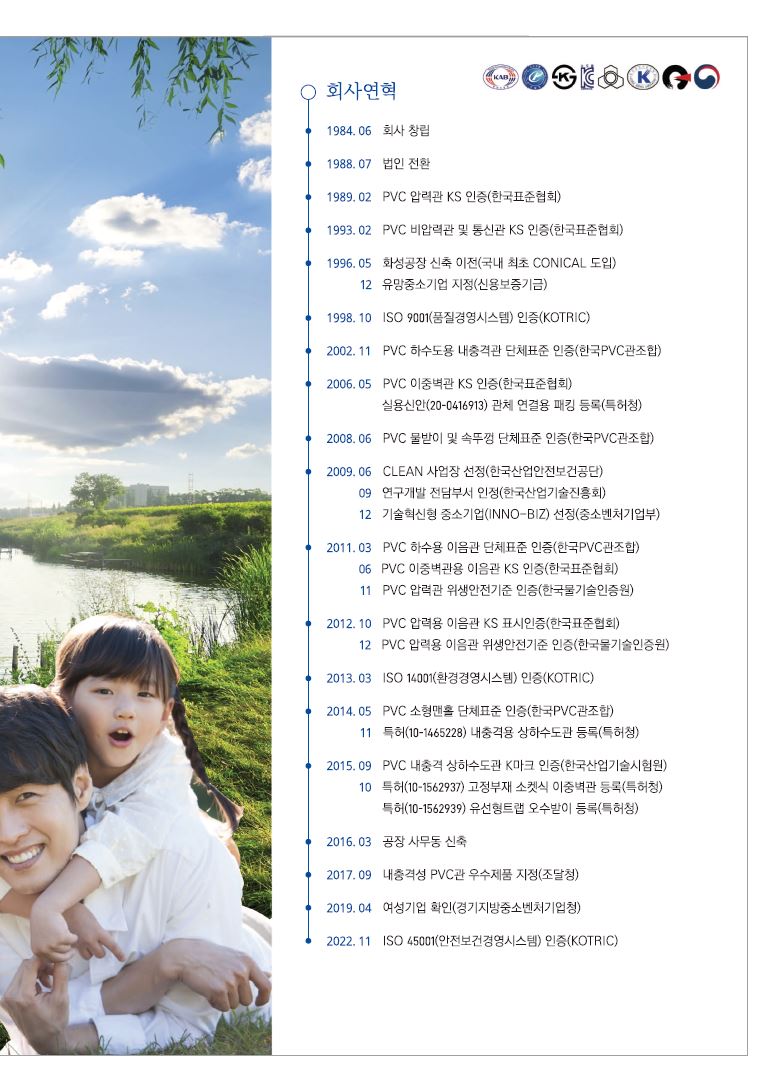 회사연혁
KAB
K
1984. 06 회사 창립
1988. 07 법인 전환
1989. 02 PVC 압력관 KS 인증(한국표준협회)
1993. 02 PVC 비압력관 및 통신관 KS 인증(한국표준협회)
1996. 05 화성공장 신축 이전(국내 최초 CONICAL 도입)
12 유망중소기업 지정(신용보증기금)
1998. 10 ISO 9001(품질경영시스템) 인증(KOTRIC)
2002. 11 PVC 하수도용 내충격관 단체표준 인증(한국PVC관조합)
2006. 05 PVC 이중벽관 KS 인증(한국표준협회)
실용신안(20-0416913) 관체 연결용 패킹 등록(특허청)
2008. 06 PVC 물받이 및 속뚜껑 단체표준 인증(한국PVC관조합)
2009. 06 CLEAN 사업장 선정(한국산업안전보건공단)
09 연구개발 전담부서 인정(한국산업기술진흥회)
12 기술혁신형 중소기업(INNO-BIZ) 선정(중소벤처기업부)
2011. 03 PVC 하수용 이음관 단체표준 인증(한국PVC관조합)
06 PVC 이중벽관용 이음관 KS 인증(한국표준협회)
11 PVC 압력관 위생안전기준 인증(한국물기술인증원)
2012. 10 PVC 압력용 이음관 KS 표시인증(한국표준협회)
12 PVC 압력용 이음관 위생안전기준 인증(한국물기술인증원)
2013. 03 ISO 14001(환경경영시스템) 인증(KOTRIC)
2014. 05 PVC 소형맨홀 단체표준 인증(한국PVC관조합)
11 특허(10-1465228) 내충격용 상하수도관 등록(특허청)
2015. 09 PVC 내충격 상하수도관 K마크 인증(한국산업기술시험원)
10 특허(10-1562937) 고정부재 소켓식 이중벽관 등록(특허청)
특허(10-1562939) 유선형트랩 오수받이 등록(특허청)
2016. 03 공장 사무동 신축
2017. 09 내충격성 PVC관 우수제품 지정(조달청)
2019. 04 여성기업 확인(경기지방중소벤처기업청)
2022. 11 ISO 45001(안전보건경영시스템) 인증(KOTRIC)